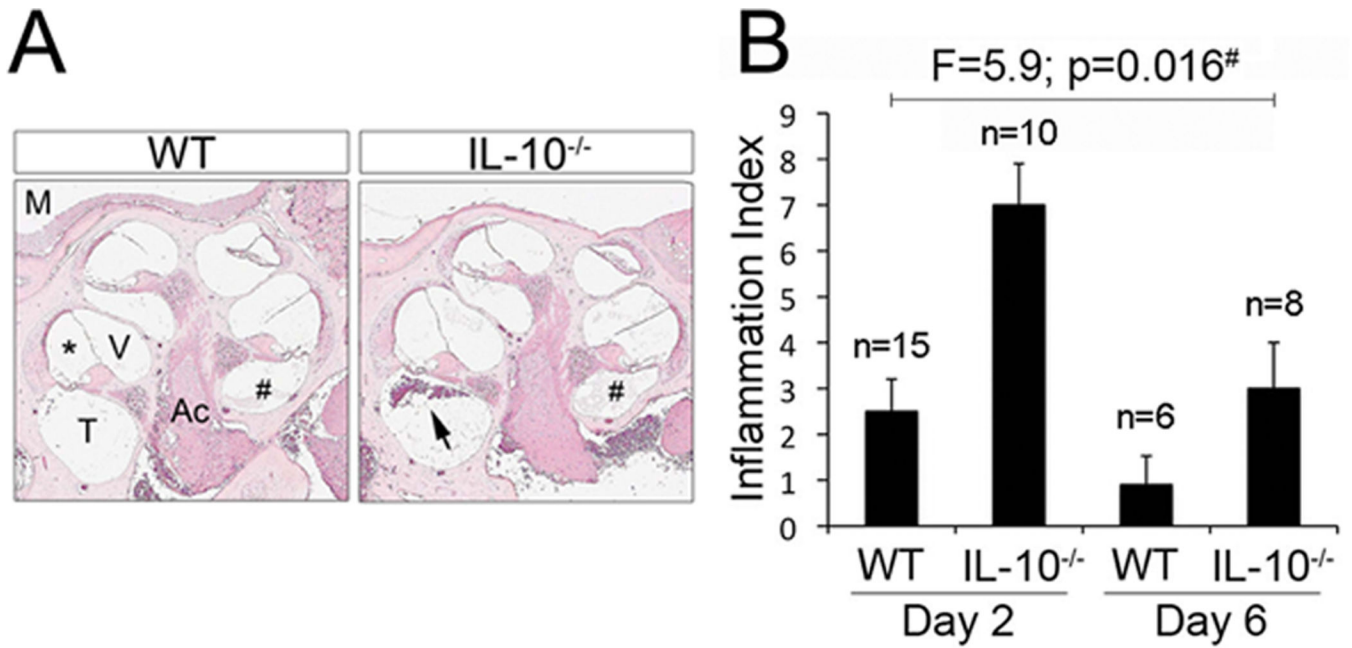 A
WT
IL-10-/-
M
*
V
#
T
Ac
#
B
F=5.9; p=0.016#
Inflammation Index
9
8
7
6
5
4
3
2
1
0
n=15
n=10
n=6
n=8
WT IL-10-/- WT IL-10-/-
Day 2 Day 6